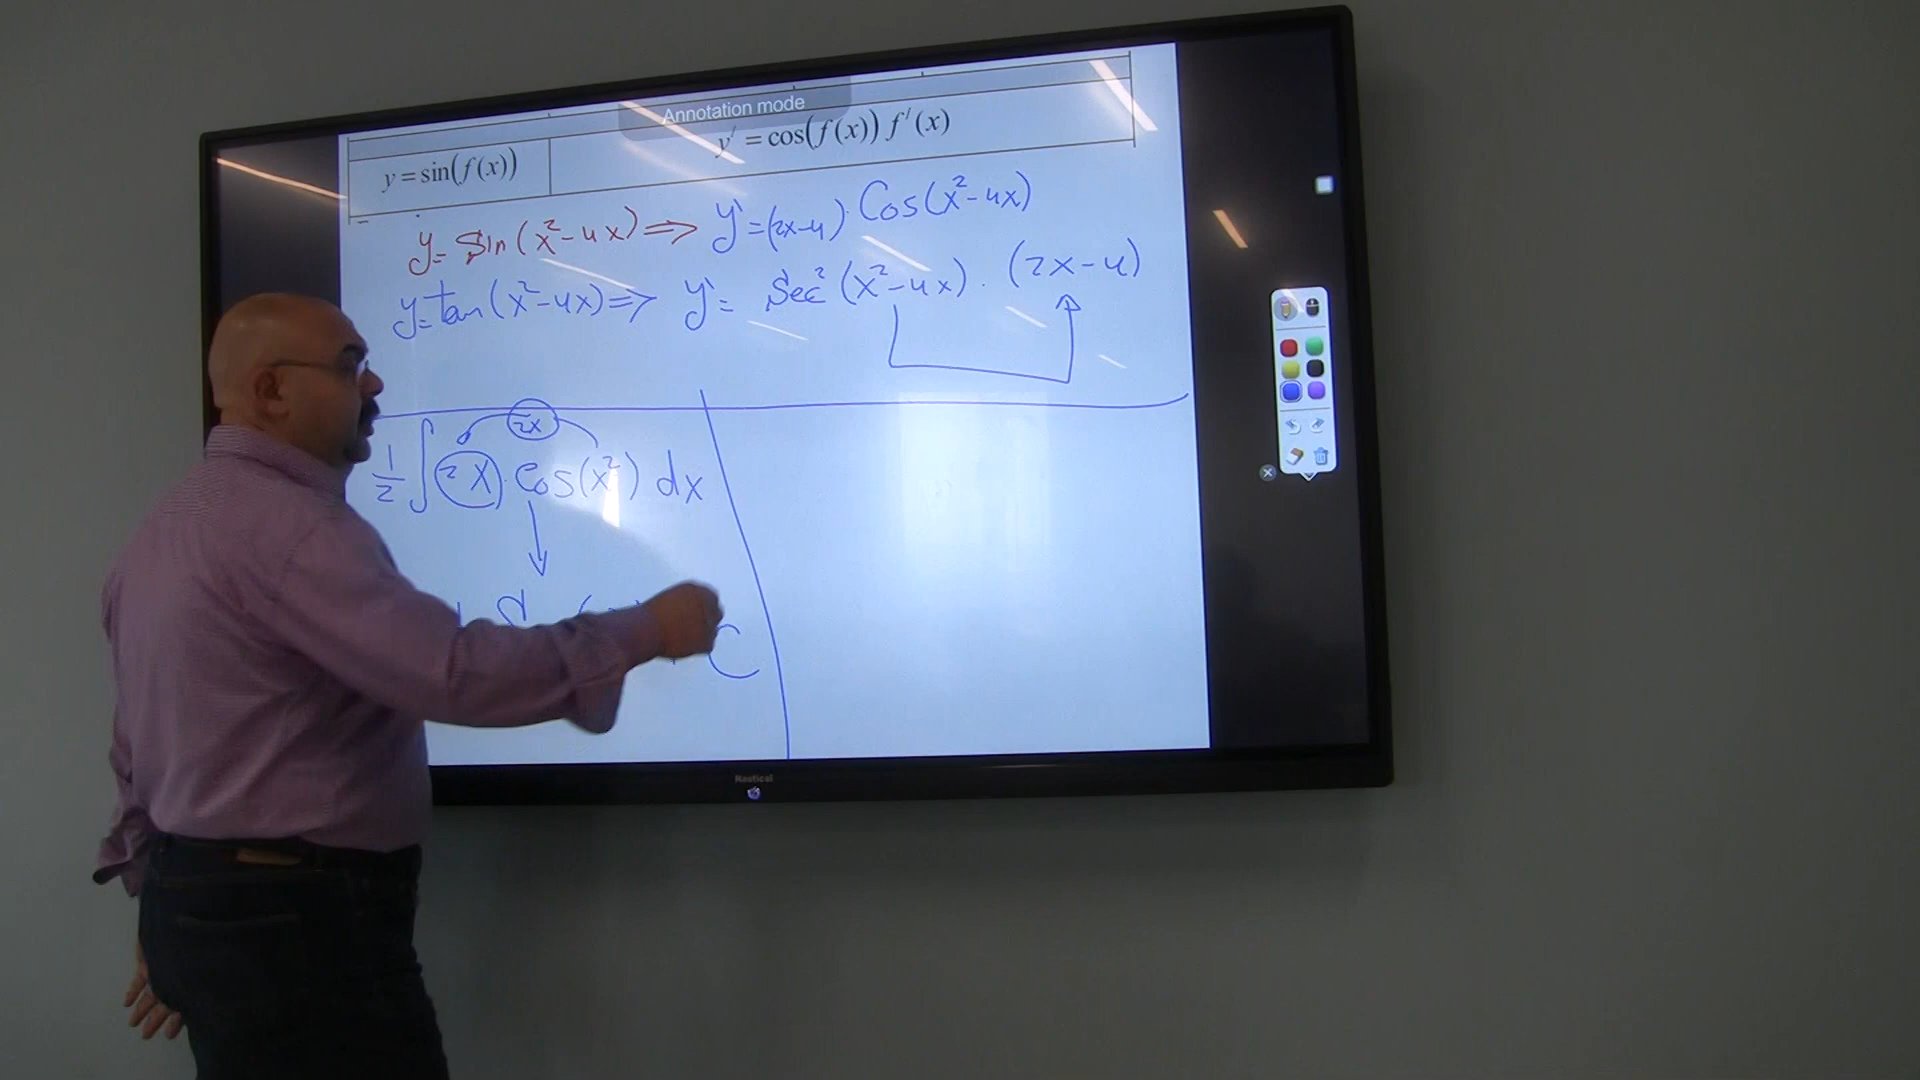 Annotation mode
y = sin(f(x)) y' = cos(f(x)) f'(x)
y = sin(x² - 4x) ⇒ y' = (2x-4) · Cos(x² - 4x)
y = tan(x² - 4x) ⇒ y' = Sec²(x² - 4x) · (2x - 4)
2x
1/2 ∫ 2x · Cos(x²) dx
+ C
Nautical